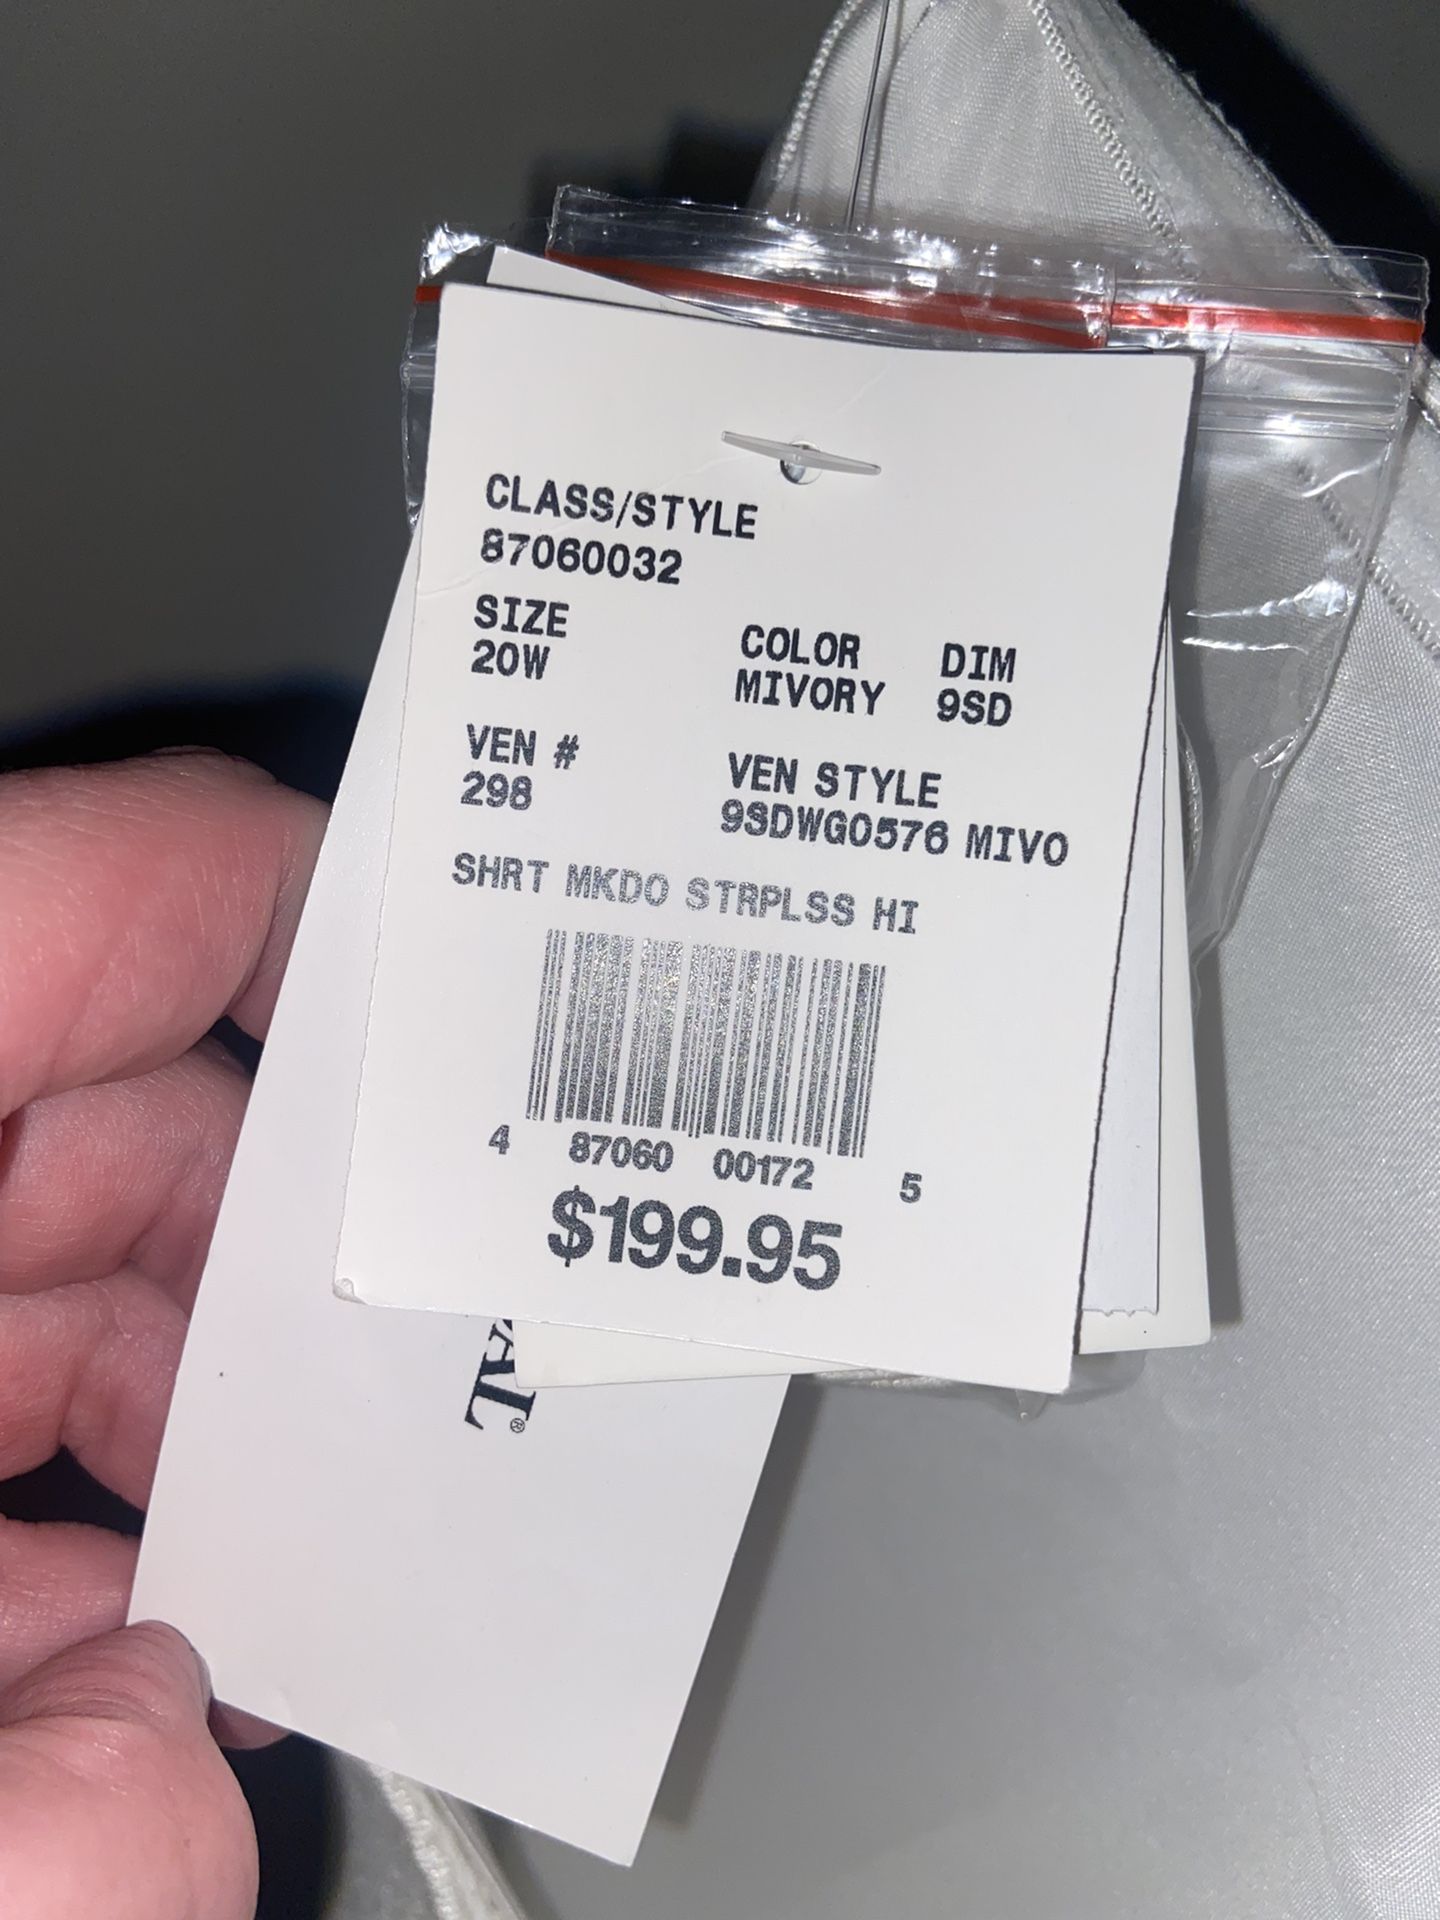 CLASS/STYLE
87060032
SIZE COLOR DIM
20W MIVORY 9SD
VEN # VEN STYLE
298 9SDWG0576 MIVO
SHRT MKDO STRPLSS HI
4 87060 00172 5
$199.95
AL®